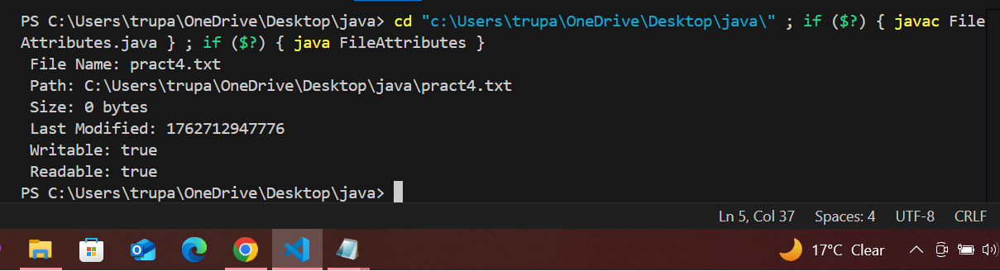 PS C:\Users\trupa\OneDrive\Desktop\java> cd "c:\Users\trupa\OneDrive\Desktop\java\" ; if ($?) { javac File
Attributes.java } ; if ($?) { java FileAttributes }
File Name: pract4.txt
Path: C:\Users\trupa\OneDrive\Desktop\java\pract4.txt
Size: 0 bytes
Last Modified: 1762712947776
Writable: true
Readable: true
PS C:\Users\trupa\OneDrive\Desktop\java>
Ln 5, Col 37 Spaces: 4 UTF-8 CRLF
17°C Clear